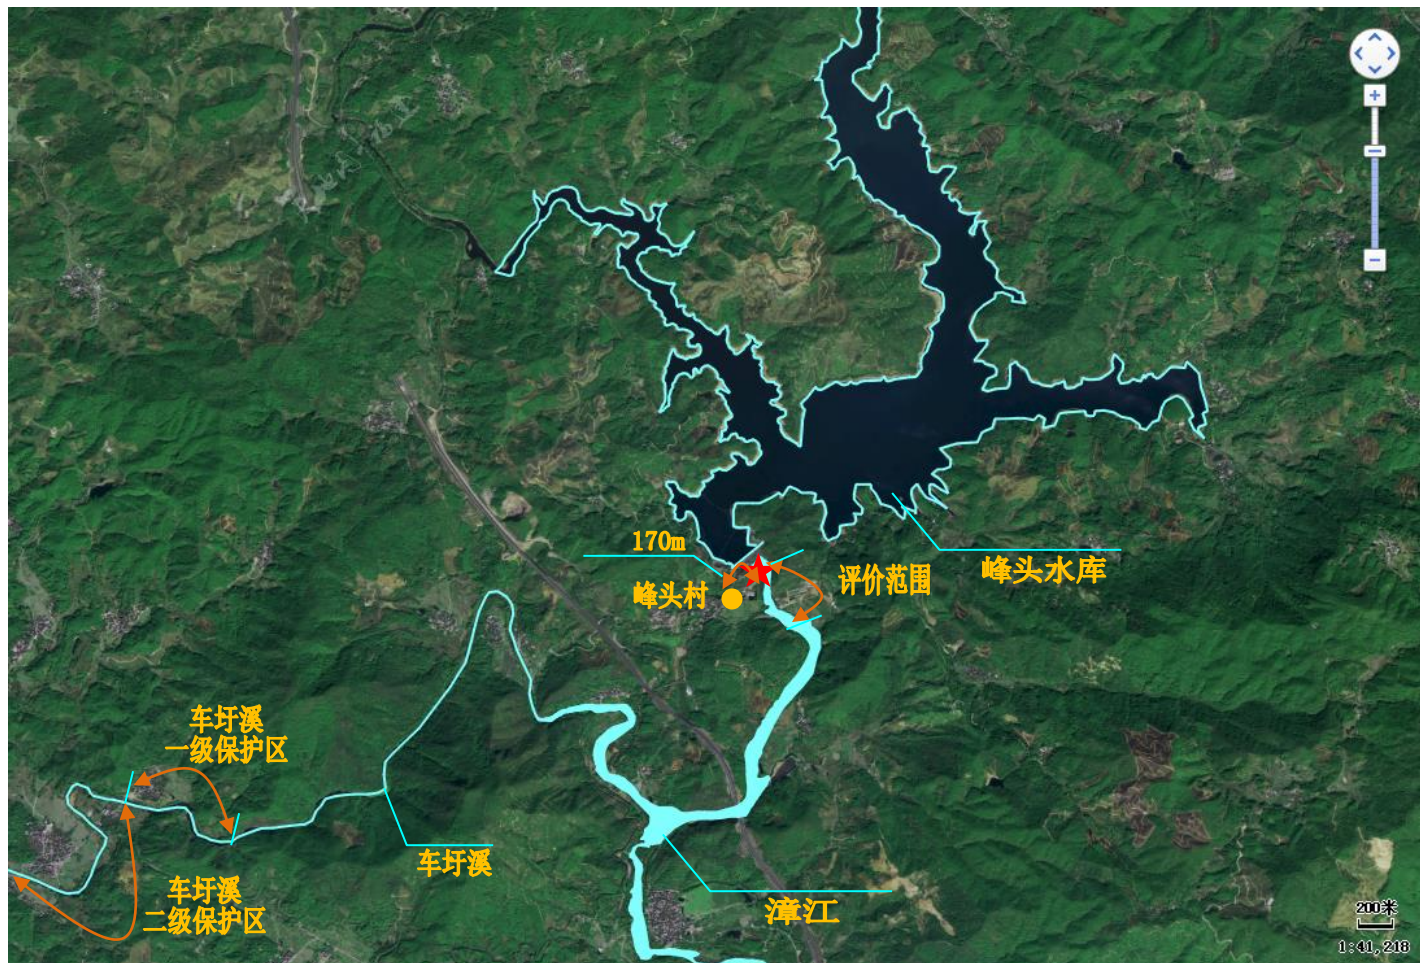 170m
峰头村
评价范围
峰头水库
车圩溪
一级保护区
车圩溪
车圩溪
二级保护区
漳江
200米
1:41,218